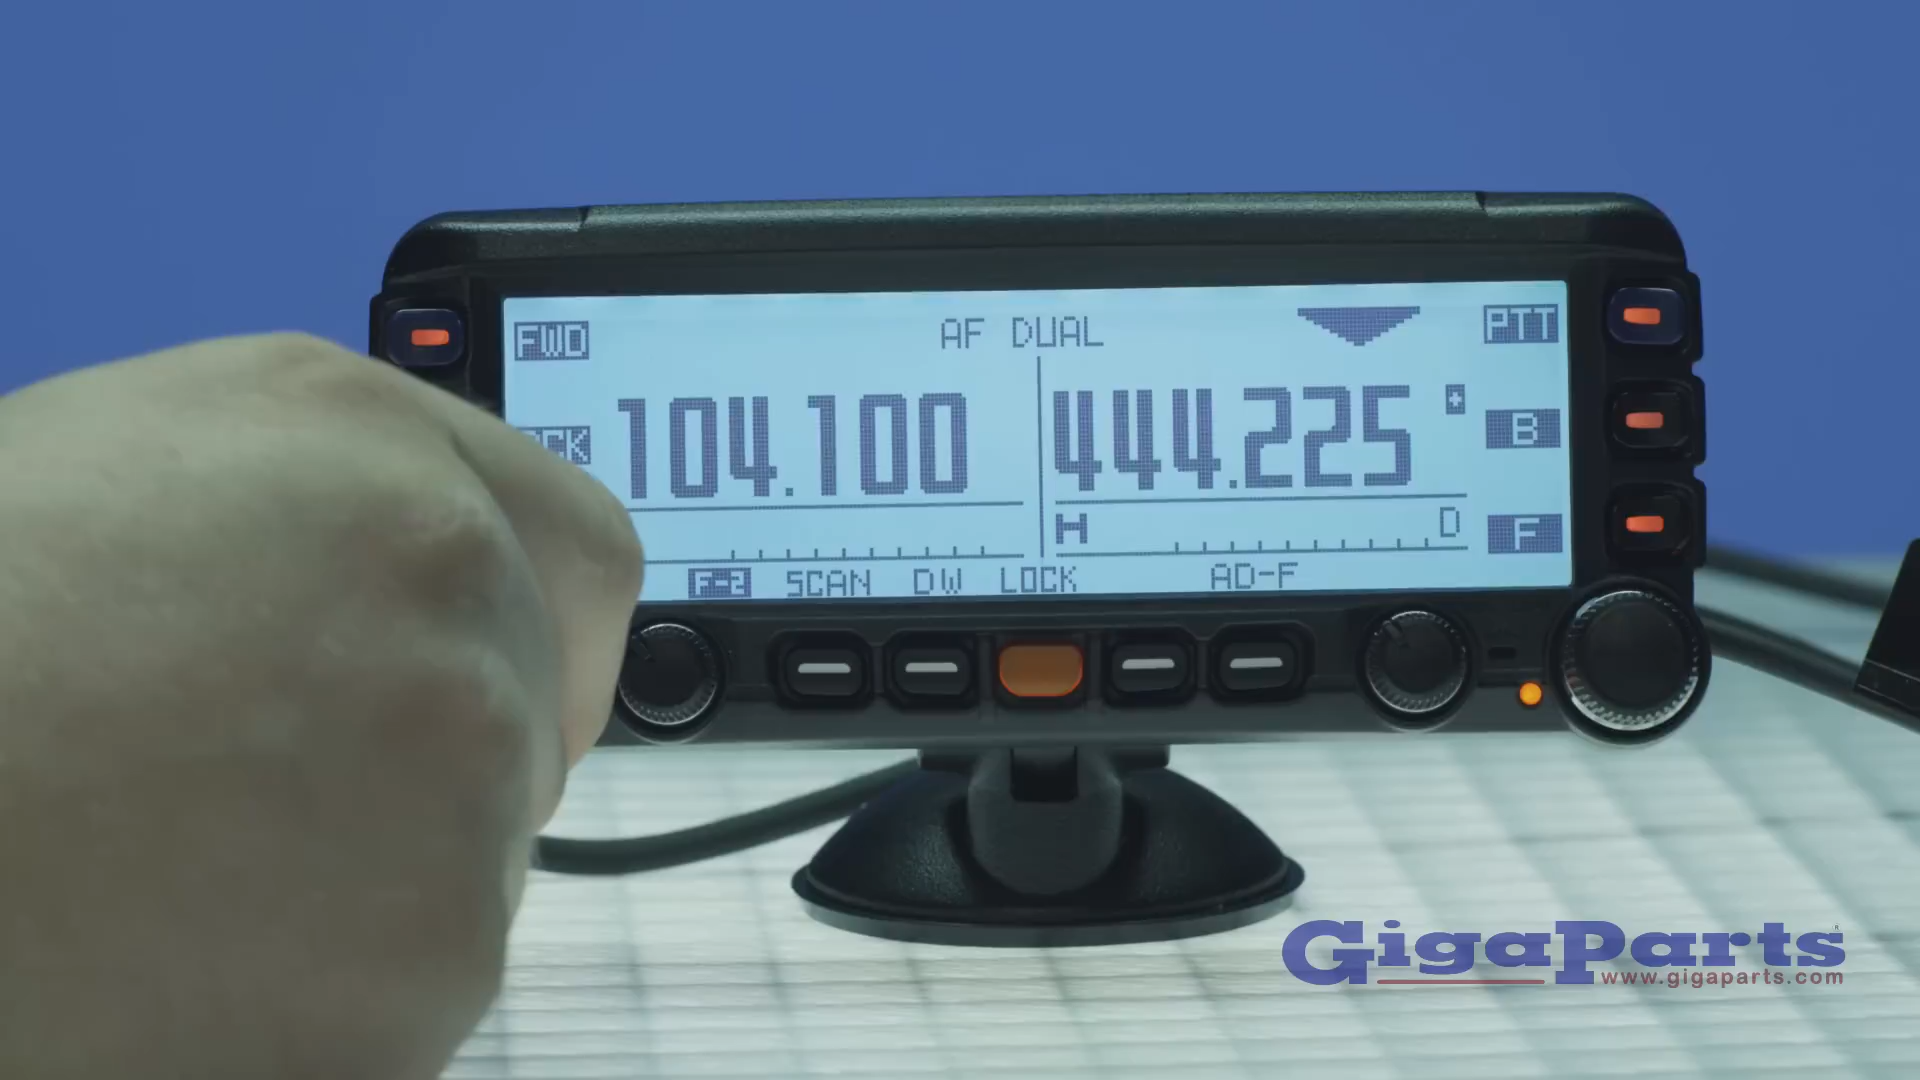 FWD
AF DUAL
PTT
104.100
444.225
B
H
D
F
F-2
SCAN
DW
LOCK
AD-F
GigaParts
www.gigaparts.com